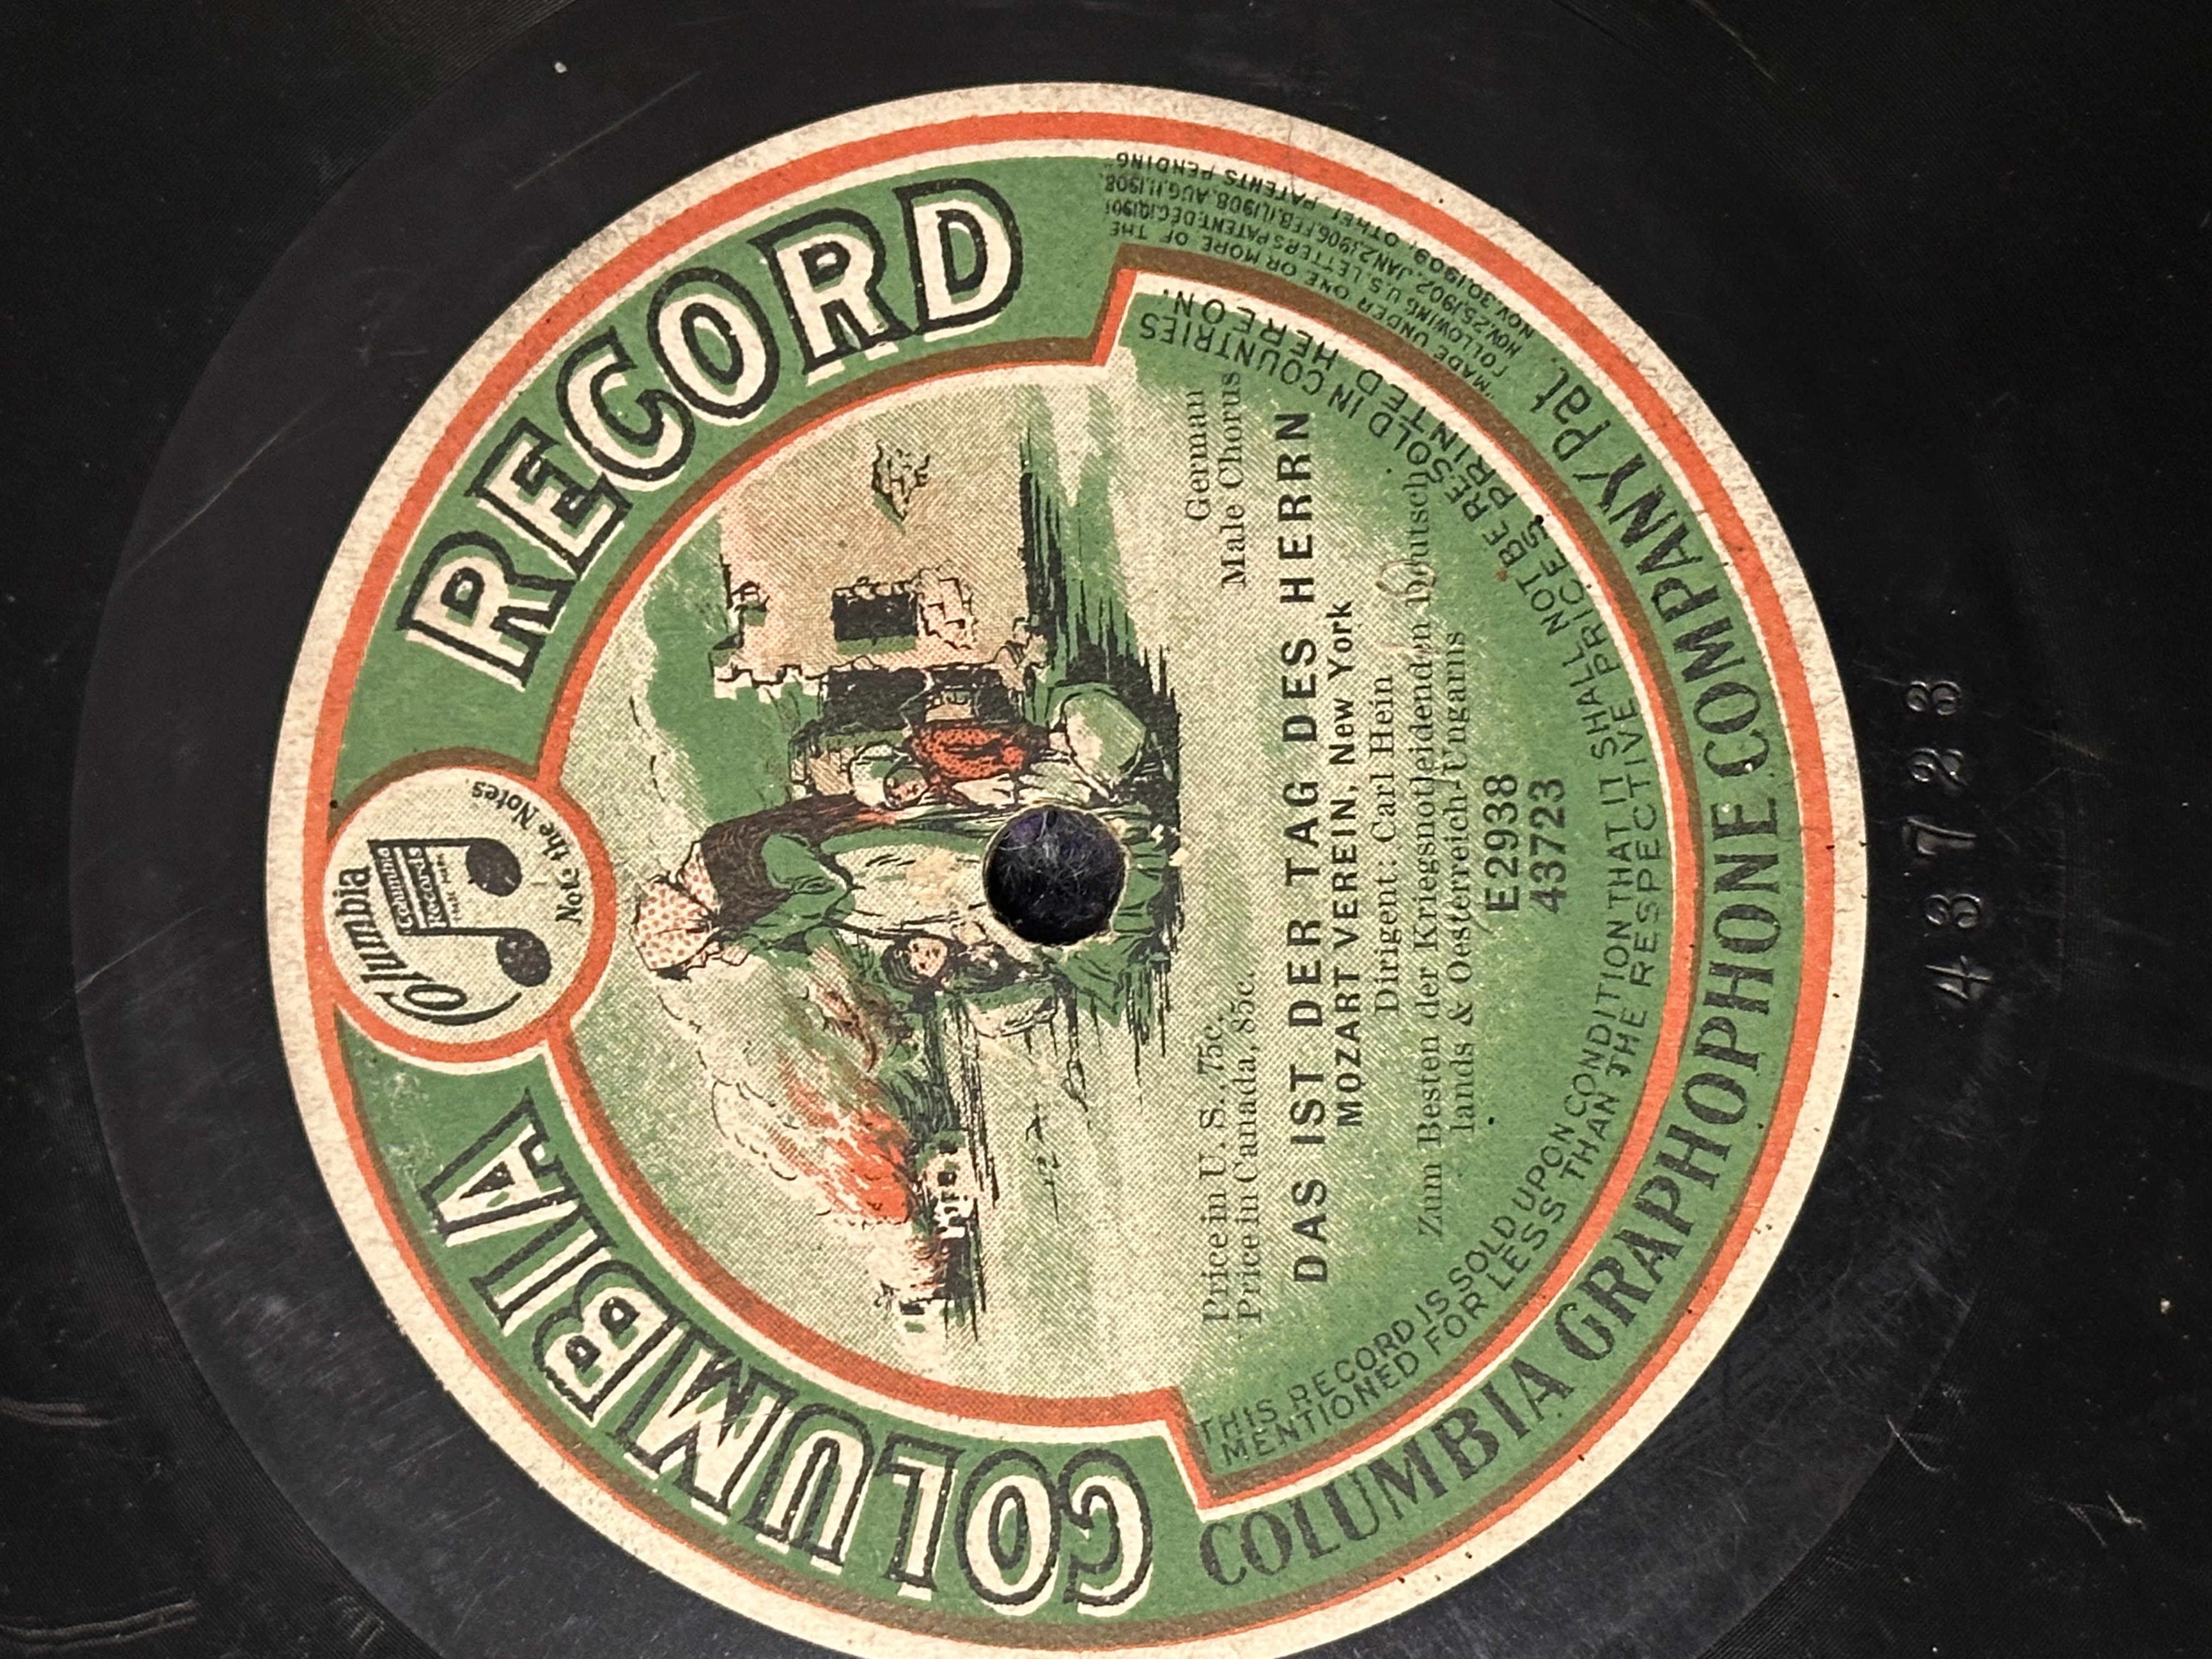 COLUMBIA RECORD
Columbia
Columbia
Records
Note the Notes.
Price in U. S., 75c.
Price in Canada, 85c.
German
Male Chorus
DAS IST DER TAG DES HERRN
MOZART VEREIN, New York
Dirigent: Carl Hein
Zum Besten der Kriegsnotleidenden Deutsch-
lands & Oesterreich-Ungarns
E2938
43723
THIS RECORD IS SOLD UPON CONDITION THAT IT SHALL NOT BE RESOLD IN COUNTRIES
MENTIONED FOR LESS THAN THE RESPECTIVE PRICES PRINTED HEREON.
COLUMBIA GRAPHOPHONE COMPANY Pat.
"MADE UNDER ONE OR MORE OF THE
FOLLOWING U.S. LETTERS PATENT: DEC.10,1901
NOV.25,1902, JAN.2,1906, FEB.11,1908, AUG.11,1908,
NOV.30,1909; OTHER PATENTS PENDING"
43723